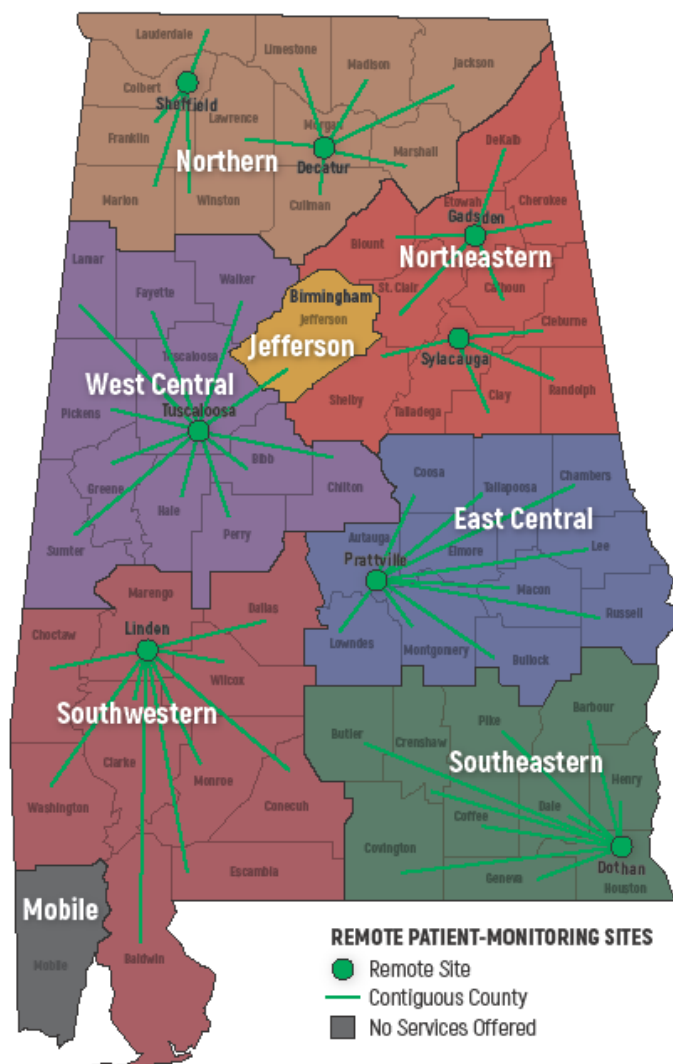 Lauderdale
Limestone
Madison
Jackson
Colbert
Sheffield
Lawrence
Morgan
Franklin
Northern
Decatur
Marshall
DeKalb
Marion
Winston
Cullman
Etowah
Cherokee
Gadsden
Blount
Northeastern
Lamar
Fayette
Walker
St. Clair
Calhoun
Birmingham
Jefferson
Jefferson
Cleburne
Tuscaloosa
Sylacauga
West Central
Tuscaloosa
Pickens
Shelby
Talladega
Clay
Randolph
Bibb
Greene
Hale
Chilton
Coosa
Tallapoosa
Chambers
Perry
Sumter
East Central
Autauga
Elmore
Lee
Prattville
Macon
Marengo
Dallas
Russell
Choctaw
Linden
Lowndes
Montgomery
Bullock
Wilcox
Southwestern
Barbour
Pike
Butler
Crenshaw
Clarke
Monroe
Southeastern
Henry
Washington
Conecuh
Dale
Coffee
Covington
Escambia
Geneva
Dothan
Houston
Mobile
Mobile
Baldwin
REMOTE PATIENT-MONITORING SITES
Remote Site
Contiguous County
No Services Offered